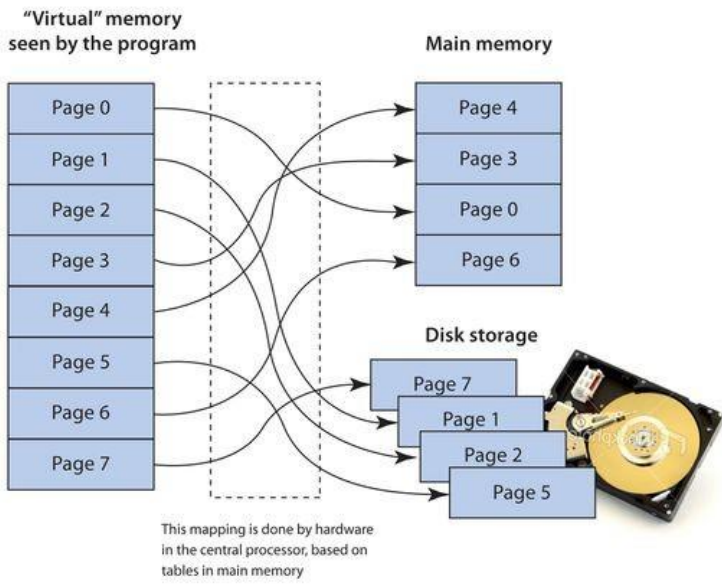 “Virtual” memory
seen by the program
Main memory
Page 0
Page 1
Page 2
Page 3
Page 4
Page 5
Page 6
Page 7
Page 4
Page 3
Page 0
Page 6
Disk storage
Page 7
Page 1
Page 2
Page 5
This mapping is done by hardware
in the central processor, based on
tables in main memory